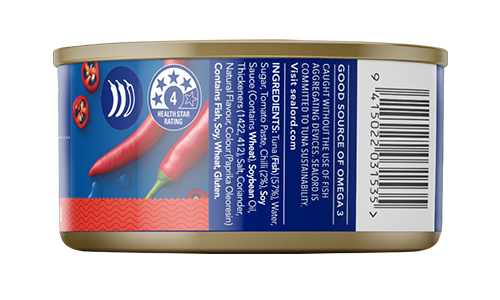 GOOD SOURCE OF OMEGA 3
CAUGHT WITHOUT THE USE OF FISH
AGGREGATING DEVICES. SEALORD IS
COMMITTED TO TUNA SUSTAINABILITY.
Visit sealord.com
INGREDIENTS: Tuna (Fish) (57%), Water,
Sugar, Tomato Paste, Chilli (2%), Soy
Sauce (Contains Wheat), Soybean Oil,
Thickeners (1422, 412), Salt, Coriander,
Natural Flavour, Colour (Paprika Oleoresin)
Contains Fish, Soy, Wheat, Gluten.
4
HEALTH STAR
RATING
9 415022 031535 >